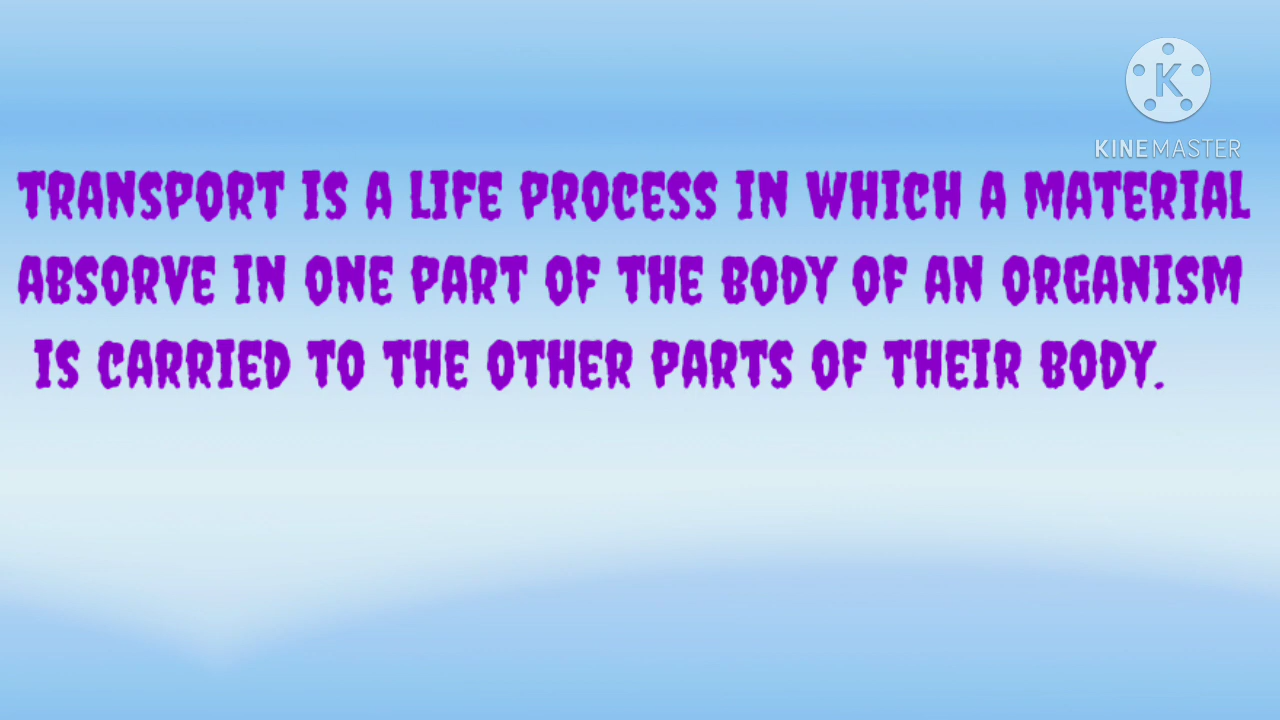 K
KINEMASTER
TRANSPORT IS A LIFE PROCESS IN WHICH A MATERIAL
ABSORVE IN ONE PART OF THE BODY OF AN ORGANISM
IS CARRIED TO THE OTHER PARTS OF THEIR BODY.